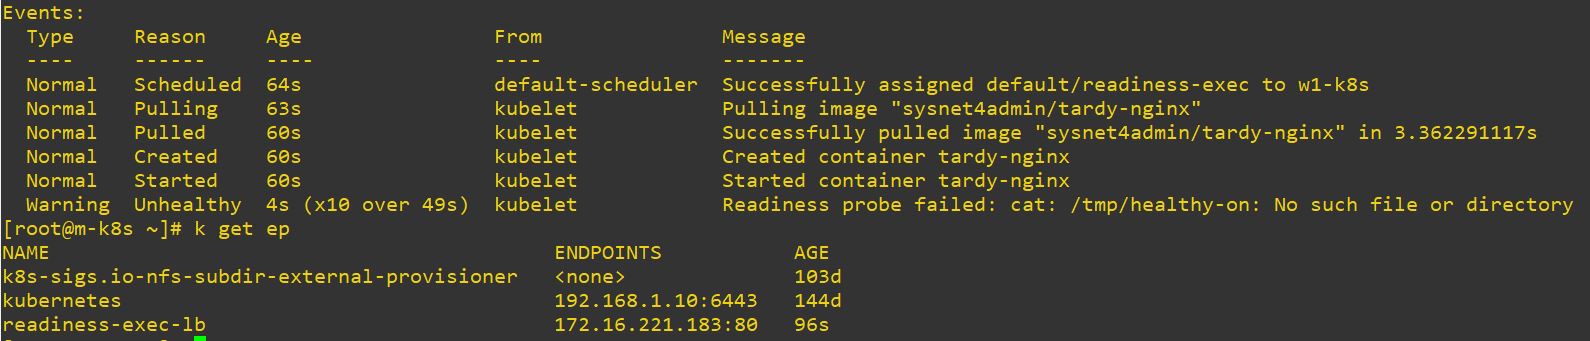 Events:
  Type     Reason     Age                From               Message
  ----     ------     ----               ----               -------
  Normal   Scheduled  64s                default-scheduler  Successfully assigned default/readiness-exec to w1-k8s
  Normal   Pulling    63s                kubelet            Pulling image "sysnet4admin/tardy-nginx"
  Normal   Pulled     60s                kubelet            Successfully pulled image "sysnet4admin/tardy-nginx" in 3.362291117s
  Normal   Created    60s                kubelet            Created container tardy-nginx
  Normal   Started    60s                kubelet            Started container tardy-nginx
  Warning  Unhealthy  4s (x10 over 49s)  kubelet            Readiness probe failed: cat: /tmp/healthy-on: No such file or directory
[root@m-k8s ~]# k get ep
NAME                                          ENDPOINTS           AGE
k8s-sigs.io-nfs-subdir-external-provisioner   <none>              103d
kubernetes                                    192.168.1.10:6443   144d
readiness-exec-lb                             172.16.221.183:80   96s